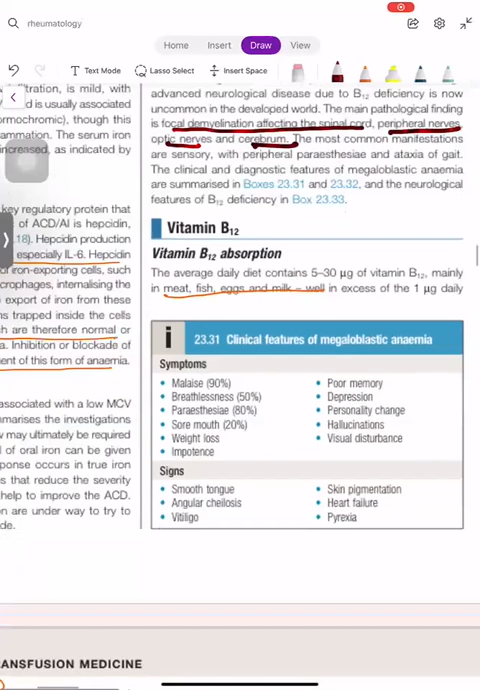 rheumatology
Home Insert Draw View
Text Mode Lasso Select Insert Space
filtration, is mild, with
d is usually associated
ormochromic), though this
ammation. The serum iron
increased, as indicated by
key regulatory protein that
of ACD/AI is hepcidin,
.18). Hepcidin production
especially IL-6. Hepcidin
of iron-exporting cells, such
acrophages, internalising the
export of iron from these
ns trapped inside the cells
ch are therefore normal or
a. Inhibition or blockade of
ent of this form of anaemia.
associated with a low MCV
mmarises the investigations
w may ultimately be required
l of oral iron can be given
ponse occurs in true iron
s that reduce the severity
help to improve the ACD.
on are under way to try to
de.
advanced neurological disease due to B12 deficiency is now
uncommon in the developed world. The main pathological finding
is focal demyelination affecting the spinal cord, peripheral nerves,
optic nerves and cerebrum. The most common manifestations
are sensory, with peripheral paraesthesiae and ataxia of gait.
The clinical and diagnostic features of megaloblastic anaemia
are summarised in Boxes 23.31 and 23.32, and the neurological
features of B12 deficiency in Box 23.33.
Vitamin B12
Vitamin B12 absorption
The average daily diet contains 5–30 μg of vitamin B12, mainly
in meat, fish, eggs and milk – well in excess of the 1 μg daily
i 23.31 Clinical features of megaloblastic anaemia
Symptoms
• Malaise (90%)
• Breathlessness (50%)
• Paraesthesiae (80%)
• Sore mouth (20%)
• Weight loss
• Impotence
• Poor memory
• Depression
• Personality change
• Hallucinations
• Visual disturbance
Signs
• Smooth tongue
• Angular cheilosis
• Vitiligo
• Skin pigmentation
• Heart failure
• Pyrexia
ANSFUSION MEDICINE